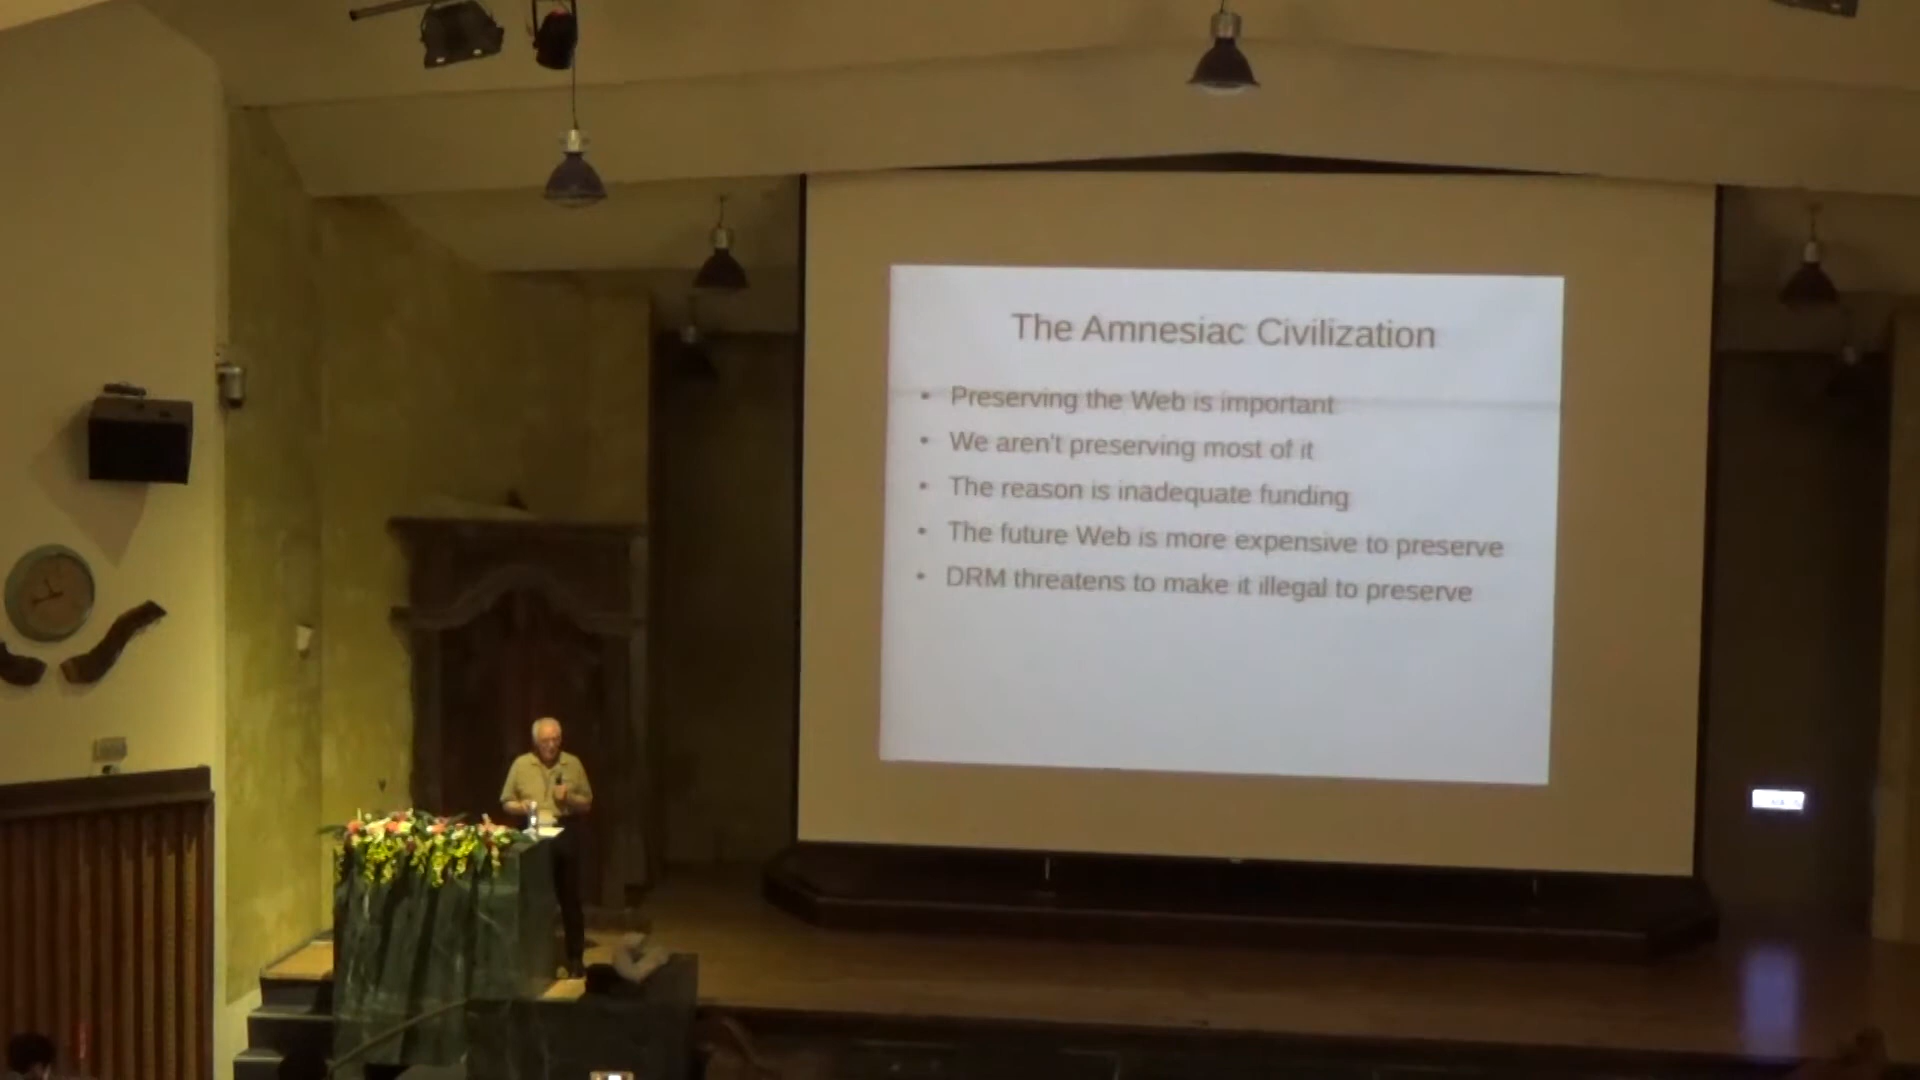 The Amnesiac Civilization
• Preserving the Web is important
• We aren't preserving most of it
• The reason is inadequate funding
• The future Web is more expensive to preserve
• DRM threatens to make it illegal to preserve